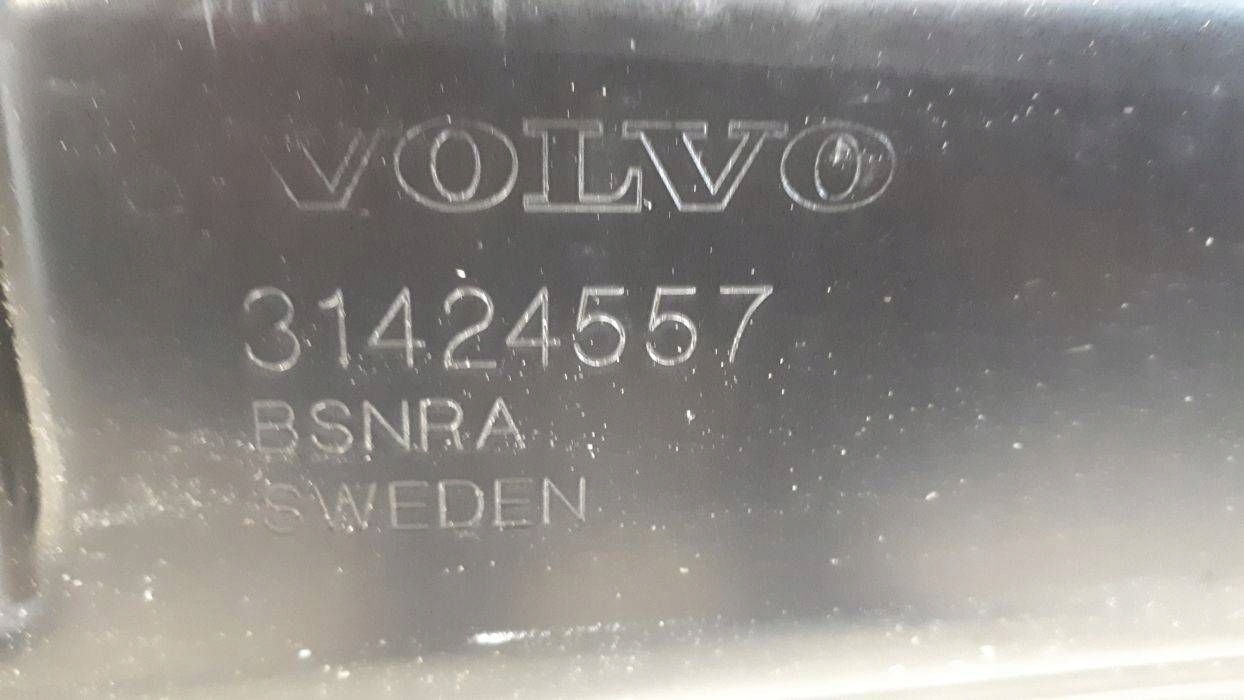 VOLVO
31424557
BSNRA
SWEDEN